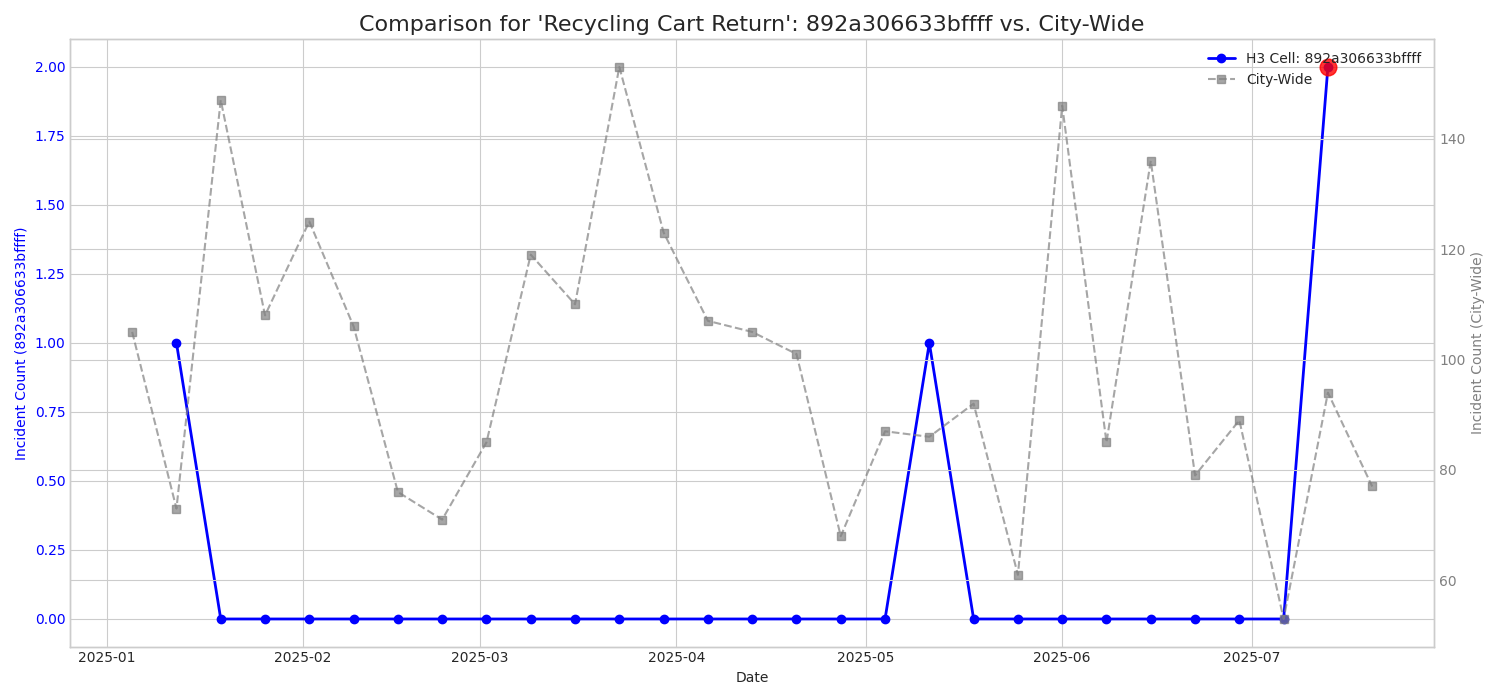 Comparison for 'Recycling Cart Return': 892a306633bffff vs. City-Wide
H3 Cell: 892a306633bffff
City-Wide
Incident Count (892a306633bffff)
2.00
1.75
1.50
1.25
1.00
0.75
0.50
0.25
0.00
140
120
100
80
60
Incident Count (City-Wide)
2025-01 2025-02 2025-03 2025-04 2025-05 2025-06 2025-07
Date